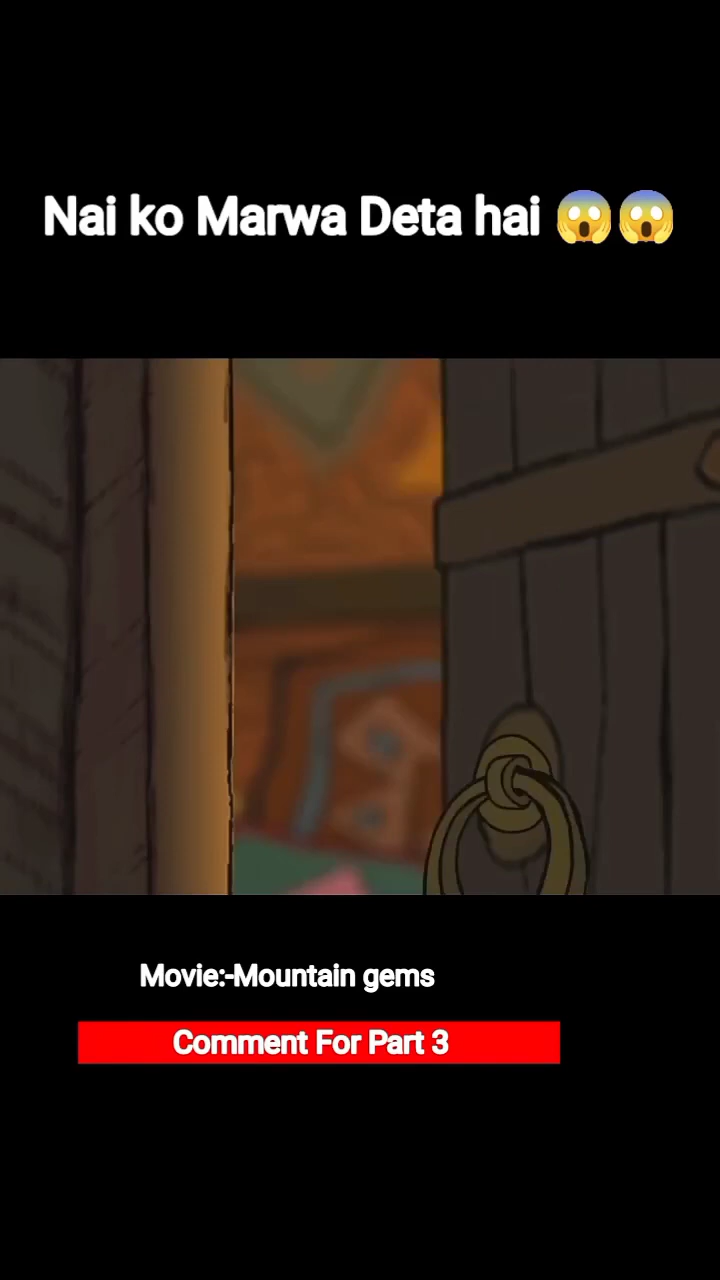 Nai ko Marwa Deta hai 😱😱
Movie:-Mountain gems
Comment For Part 3